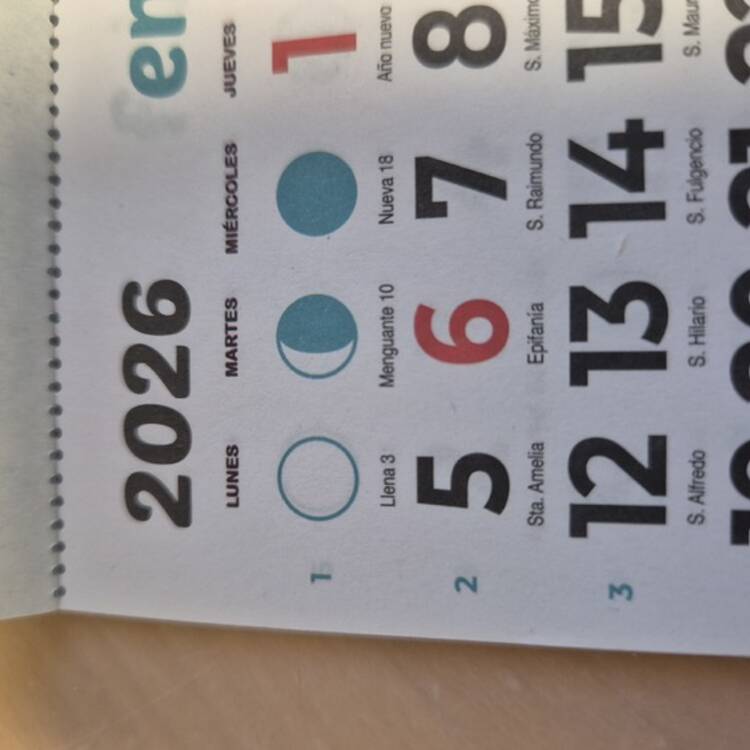 2026 en
LUNES MARTES MIÉRCOLES JUEVES
1 1
Llena 3 Menguante 10 Nueva 18 Año nuevo
2 5 6 7 8
Sta. Amelia Epifanía S. Raimundo S. Máximo
3 12 13 14 15
S. Alfredo S. Hilario S. Fulgencio S. Maur